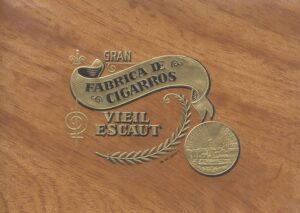 GRAN
FABRICA DE
CIGARROS
VIEIL
ESCAUT